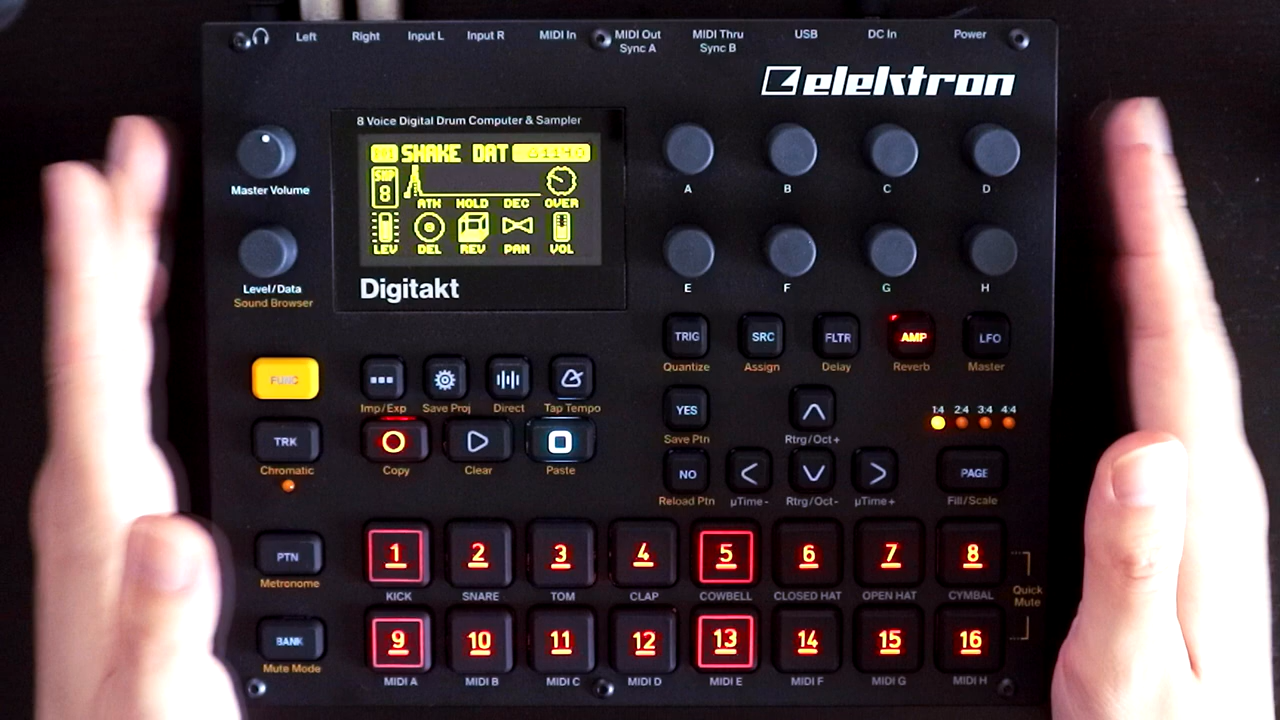 Left Right Input L Input R MIDI In MIDI Out MIDI Thru USB DC In Power
Sync A Sync B
elektron
8 Voice Digital Drum Computer & Sampler
SHAKE DAT
8
ATK HOLD DEC OVER
LEV DEL REV PAN VOL
Digitakt
Master Volume
Level/Data
Sound Browser
A B C D
E F G H
TRIG SRC FLTR AMP LFO
Quantize Assign Delay Reverb Master
FUNC
Imp/Exp Save Proj Direct Tap Tempo
YES
Save Ptn
Rtrg/Oct+
1:4 2:4 3:4 4:4
TRK
Chromatic
Copy Clear Paste
NO PAGE
Reload Ptn µTime- Rtrg/Oct- µTime+ Fill/Scale
PTN
Metronome
1 2 3 4 5 6 7 8
KICK SNARE TOM CLAP COWBELL CLOSED HAT OPEN HAT CYMBAL
Quick
Mute
BANK
Mute Mode
9 10 11 12 13 14 15 16
MIDI A MIDI B MIDI C MIDI D MIDI E MIDI F MIDI G MIDI H